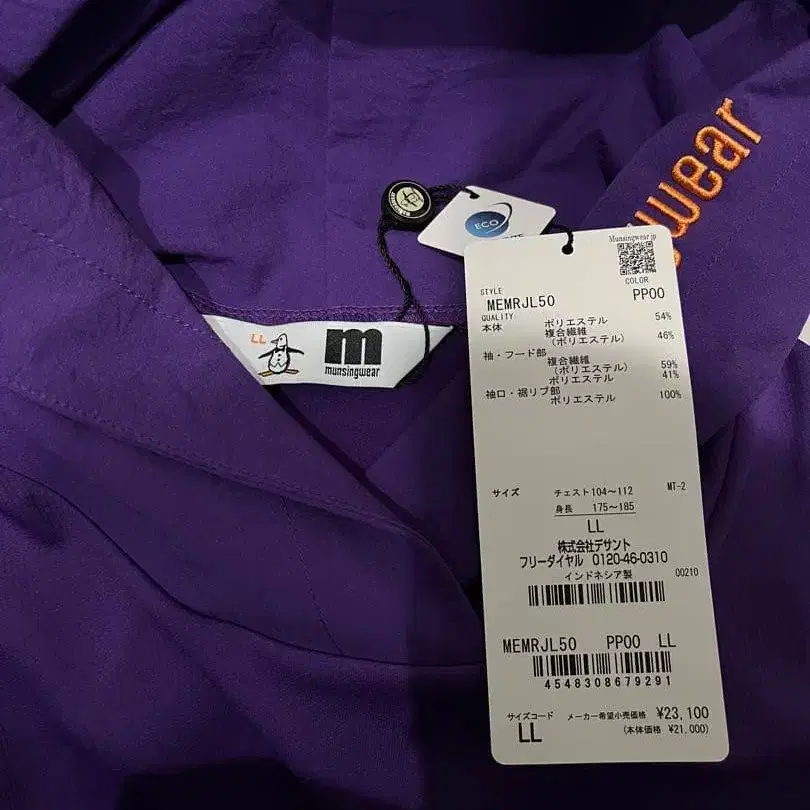 wear
ECO
LL
m
munsingwear
Munsingwear.jp
STYLE
COLOR
MEMRJL50 PP00
QUALITY
本体 ポリエステル 54%
複合繊維 46%
(ポリエステル)
袖・フード部
複合繊維 59%
(ポリエステル)
ポリエステル 41%
袖口・裾リブ部
ポリエステル 100%
サイズ チェスト104～112 MT-2
身長 175～185
LL
株式会社デサント
フリーダイヤル 0120-46-0310
インドネシア製 00210
MEMRJL50 PP00 LL
4548308679291
サイズコード メーカー希望小売価格 ¥23,100
LL (本体価格 ¥21,000)